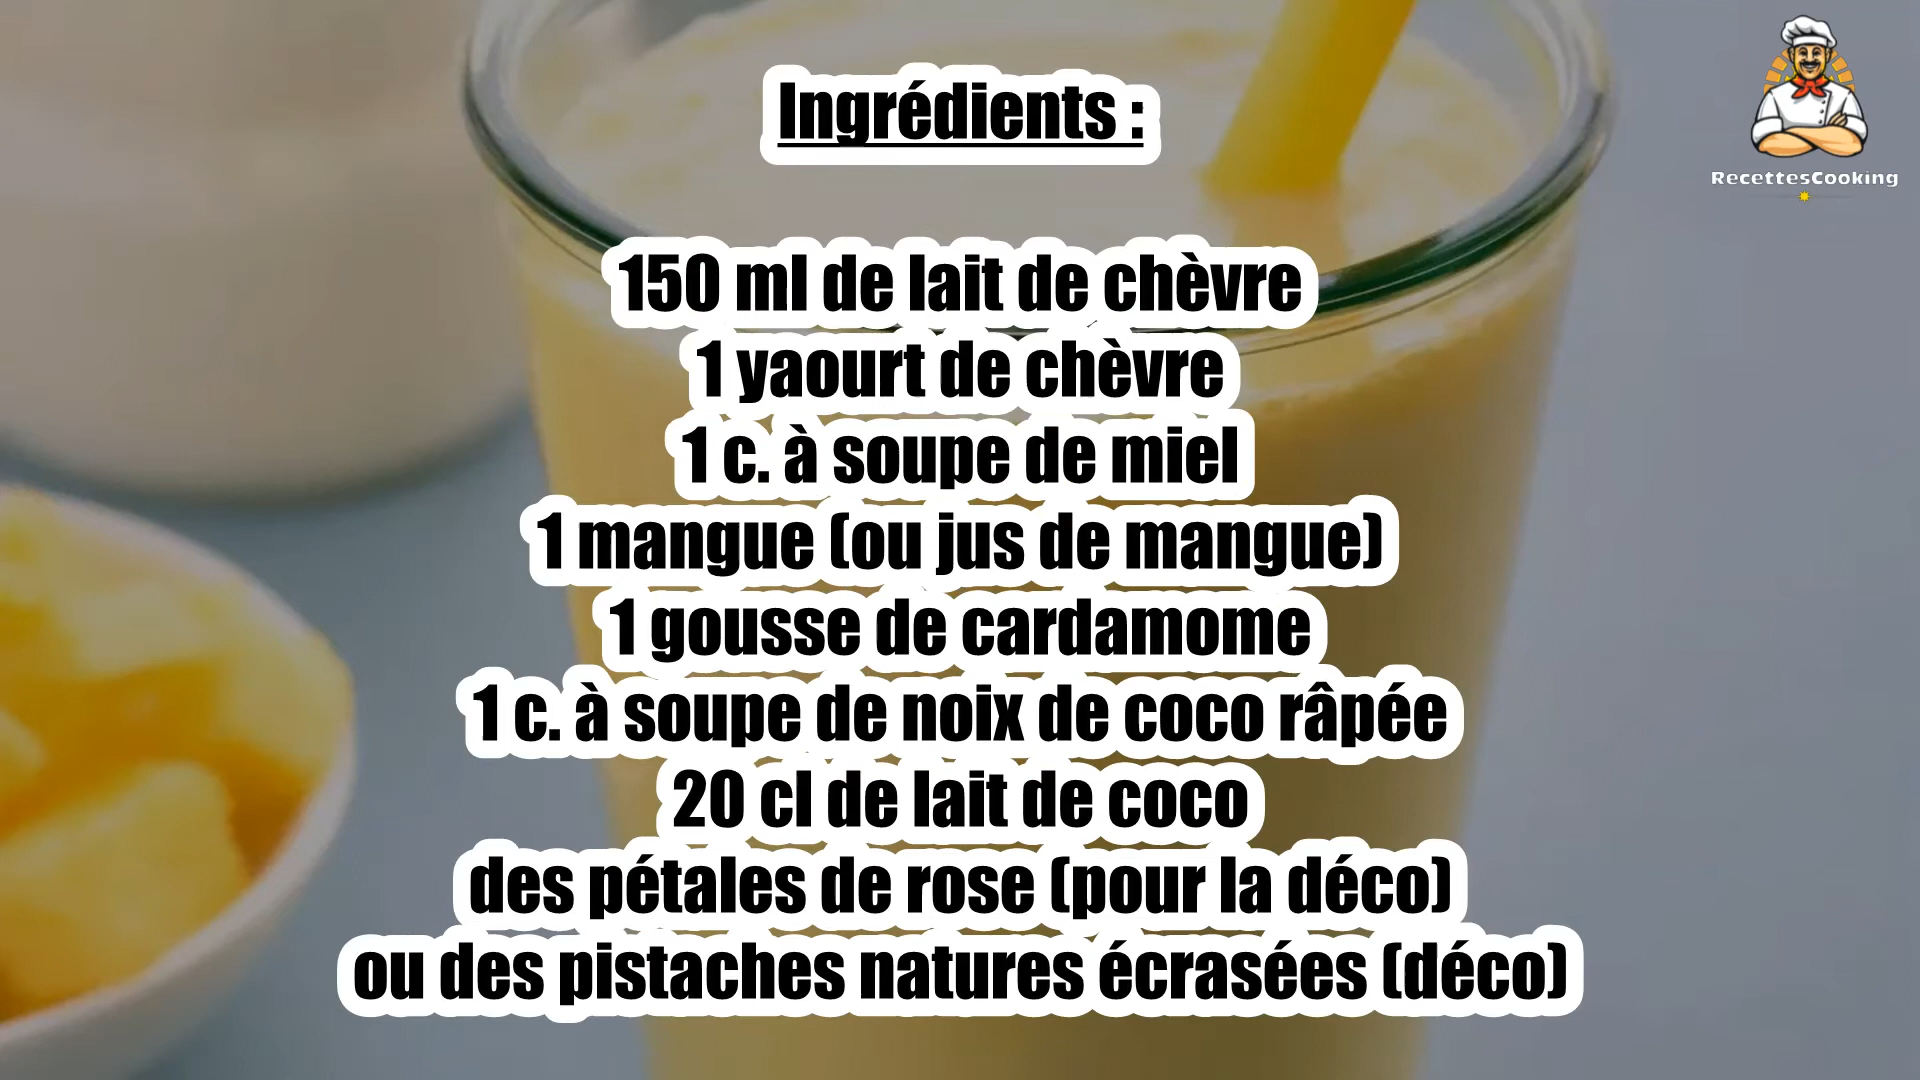 Ingrédients :
RecettesCooking
150 ml de lait de chèvre
1 yaourt de chèvre
1 c. à soupe de miel
1 mangue (ou jus de mangue)
1 gousse de cardamome
1 c. à soupe de noix de coco râpée
20 cl de lait de coco
des pétales de rose (pour la déco)
ou des pistaches natures écrasées (déco)